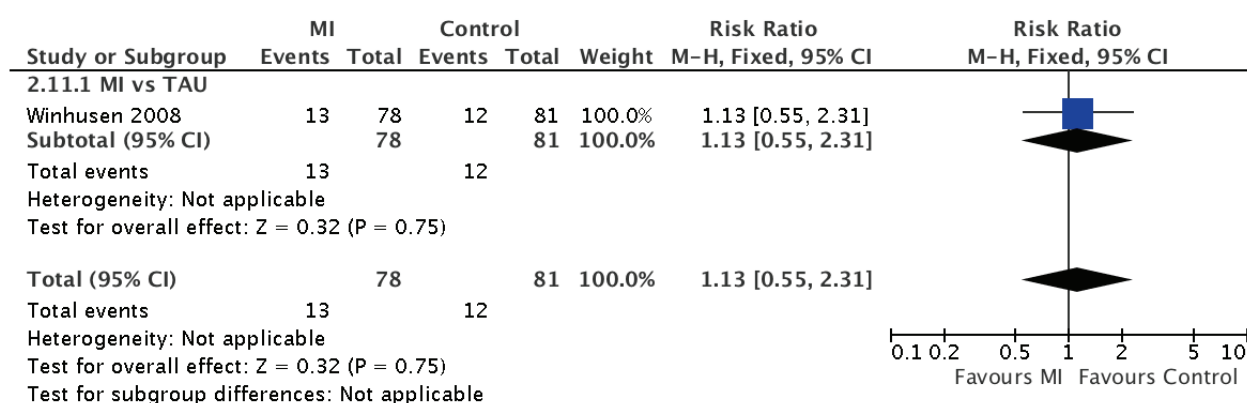 MI Control Risk Ratio Risk Ratio
Study or Subgroup Events Total Events Total Weight M-H, Fixed, 95% CI M-H, Fixed, 95% CI
2.11.1 MI vs TAU
Winhusen 2008 13 78 12 81 100.0% 1.13 [0.55, 2.31]
Subtotal (95% CI) 78 81 100.0% 1.13 [0.55, 2.31]
Total events 13 12
Heterogeneity: Not applicable
Test for overall effect: Z = 0.32 (P = 0.75)
Total (95% CI) 78 81 100.0% 1.13 [0.55, 2.31]
Total events 13 12
Heterogeneity: Not applicable
Test for overall effect: Z = 0.32 (P = 0.75)
Test for subgroup differences: Not applicable
0.1 0.2 0.5 1 2 5 10
Favours MI Favours Control